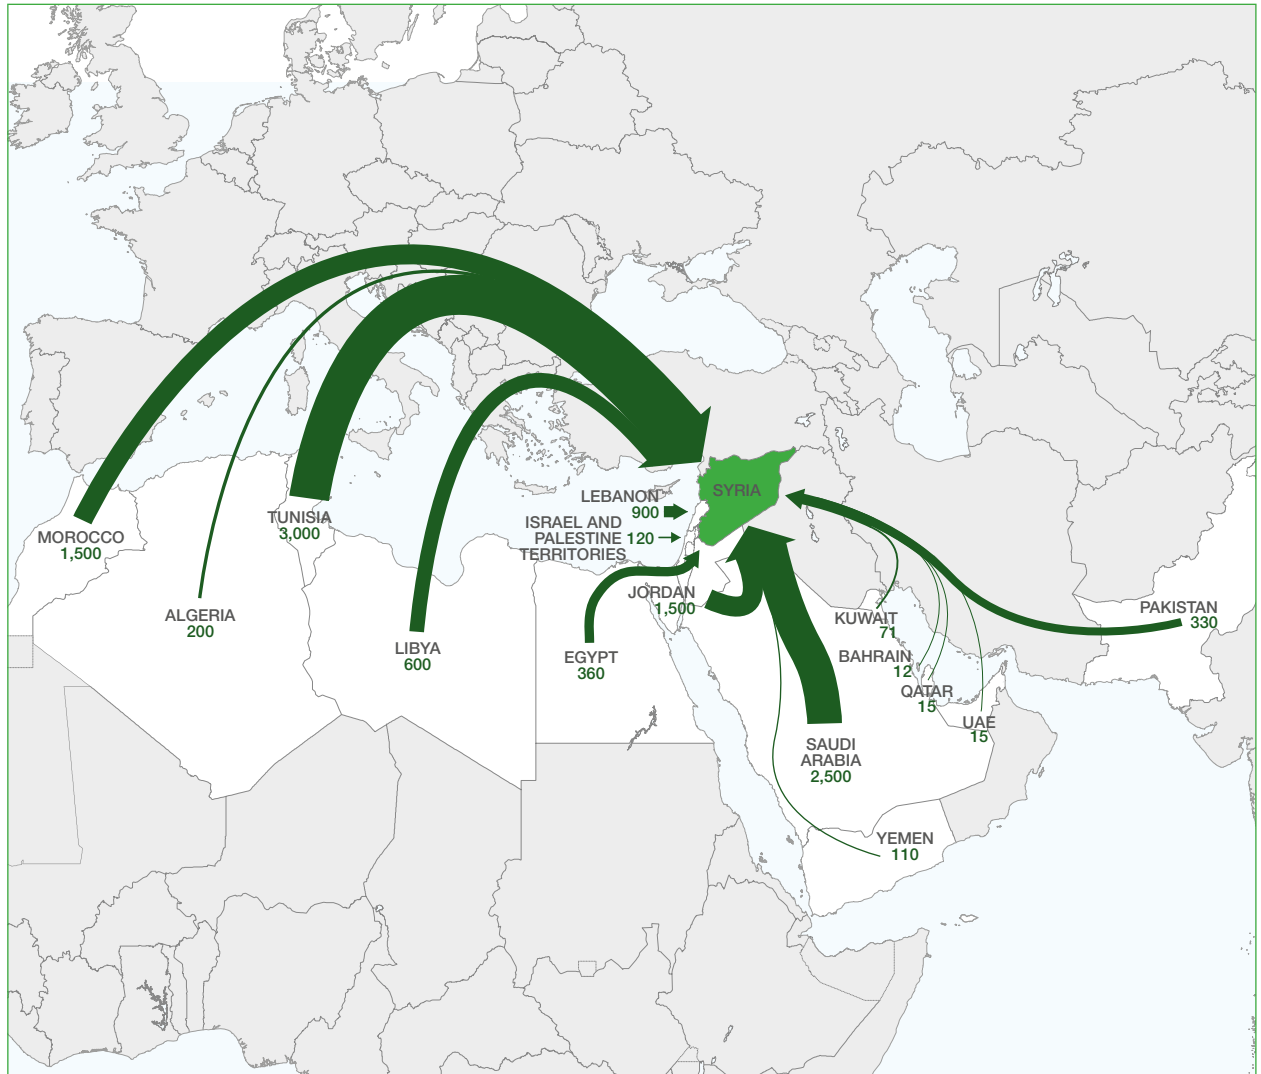 SYRIA
LEBANON
900
ISRAEL AND
PALESTINE 120
TERRITORIES
MOROCCO
1,500
TUNISIA
3,000
ALGERIA
200
LIBYA
600
EGYPT
360
JORDAN
1,500
KUWAIT
71
BAHRAIN
12
QATAR
15
UAE
15
PAKISTAN
330
SAUDI
ARABIA
2,500
YEMEN
110